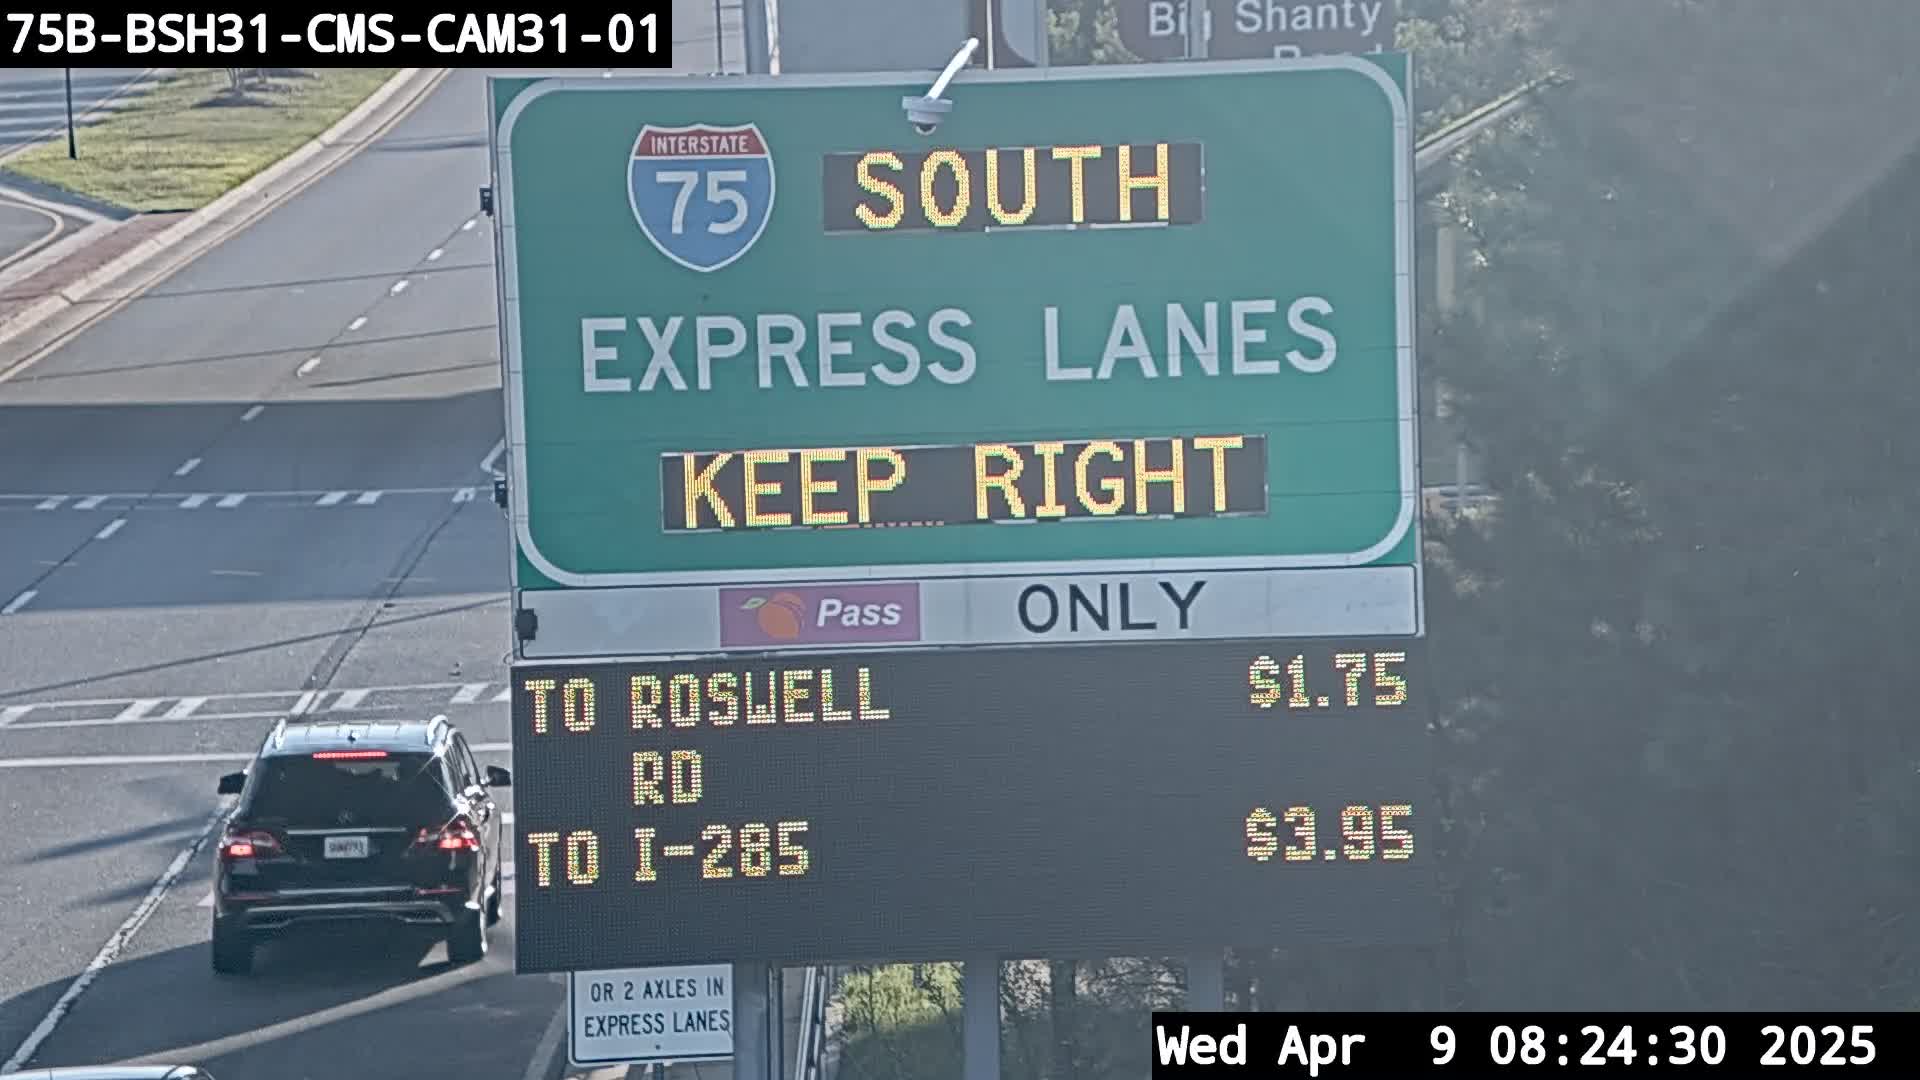 75B-BSH31-CMS-CAM31-01
Big Shanty
Road
INTERSTATE
75
SOUTH
EXPRESS LANES
KEEP RIGHT
Pass
ONLY
TO ROSWELL $1.75
RD
TO I-285 $3.95
OR 2 AXLES IN
EXPRESS LANES
Wed Apr 9 08:24:30 2025